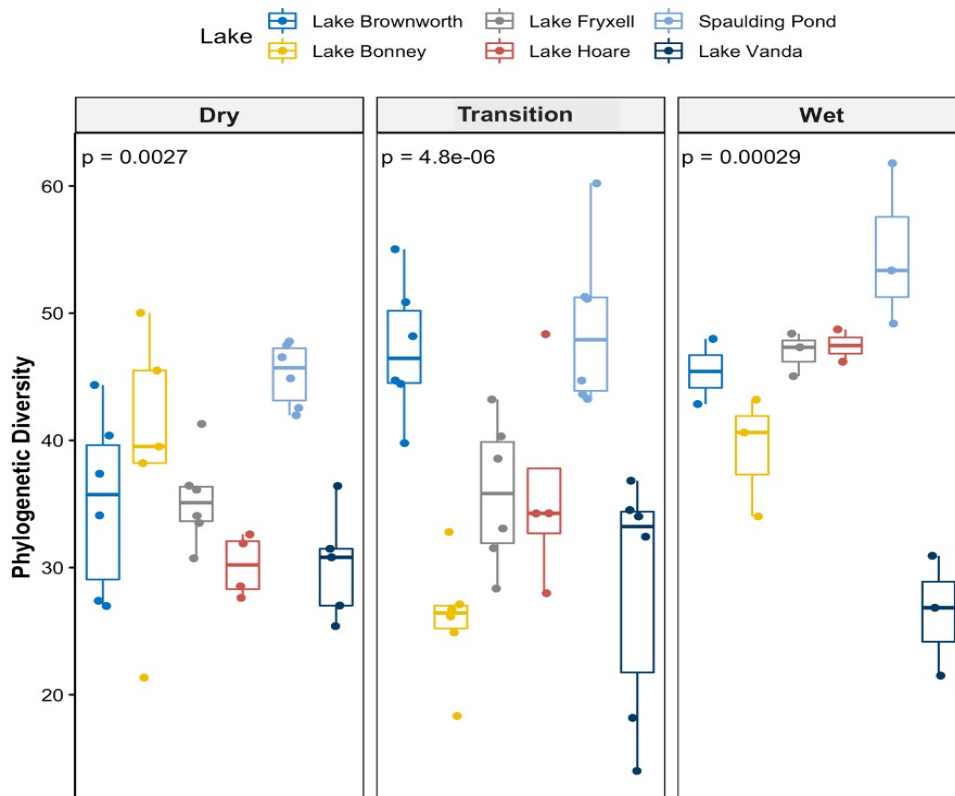 Lake
Lake Brownworth
Lake Fryxell
Spaulding Pond
Lake Bonney
Lake Hoare
Lake Vanda
Dry
Transition
Wet
p = 0.0027
p = 4.8e-06
p = 0.00029
Phylogenetic Diversity
60
50
40
30
20